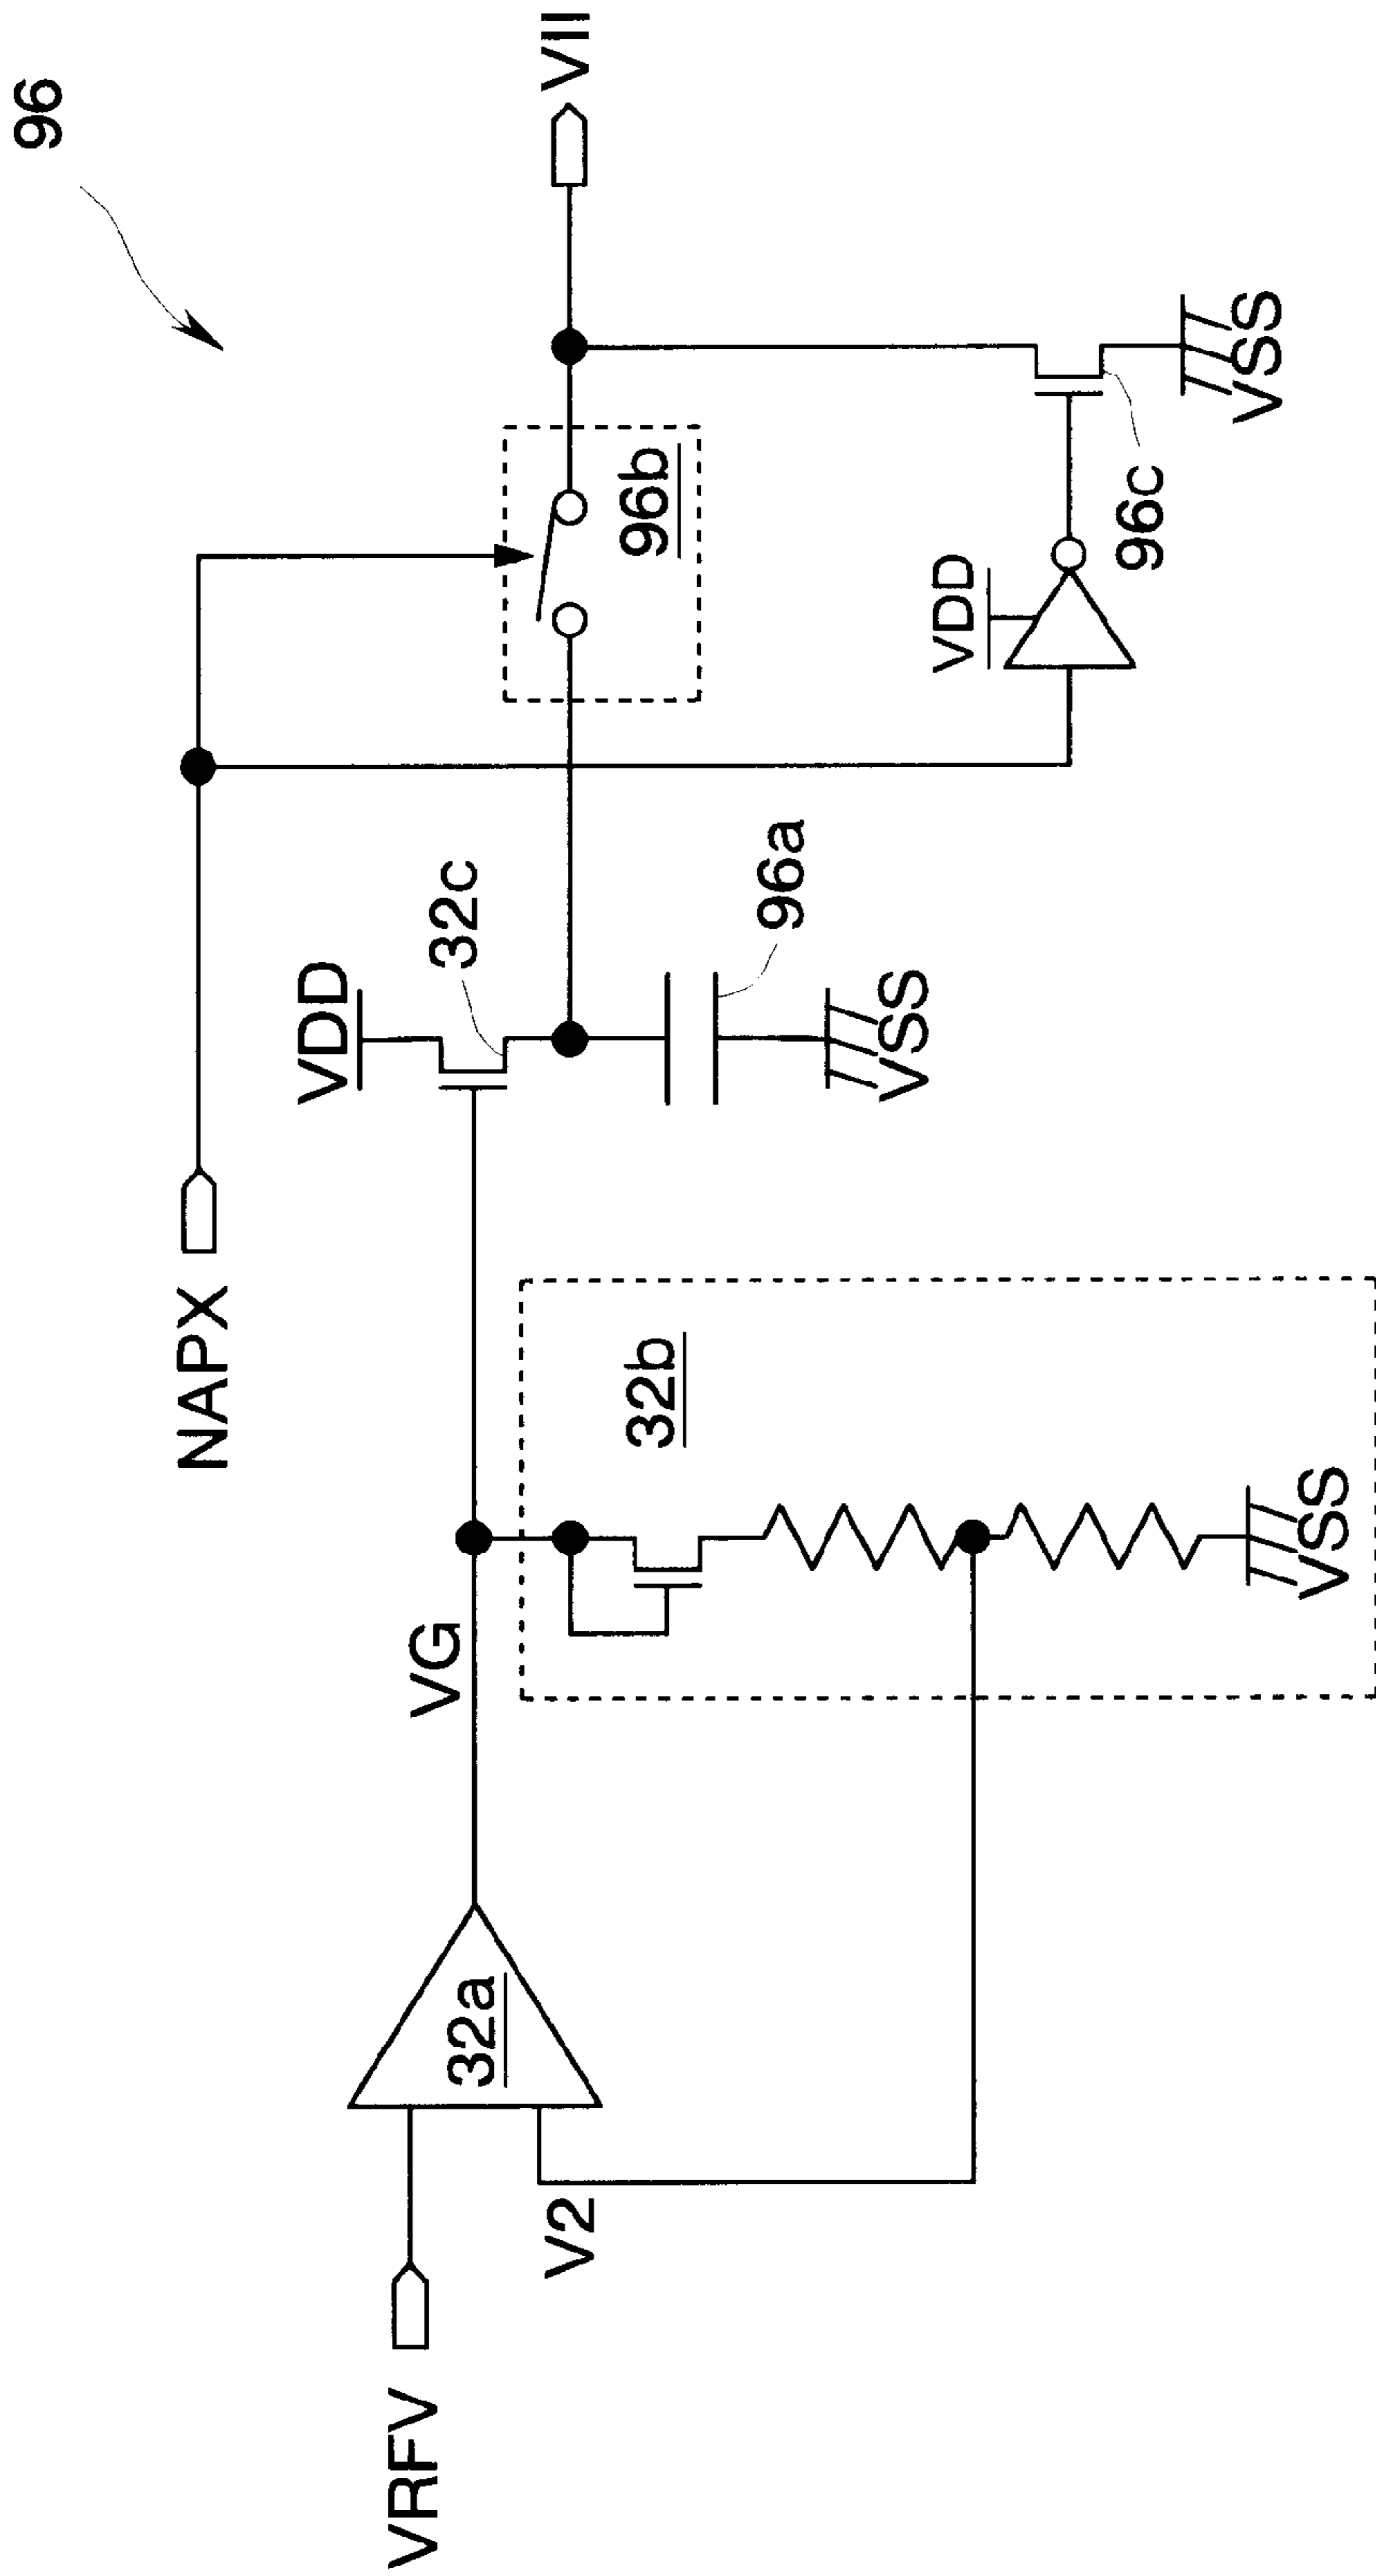 96
NAPX
VII
VDD
32c
96b
VG
32a
VRFV
V2
32b
96a
VDD
96c
VSS
VSS
VSS